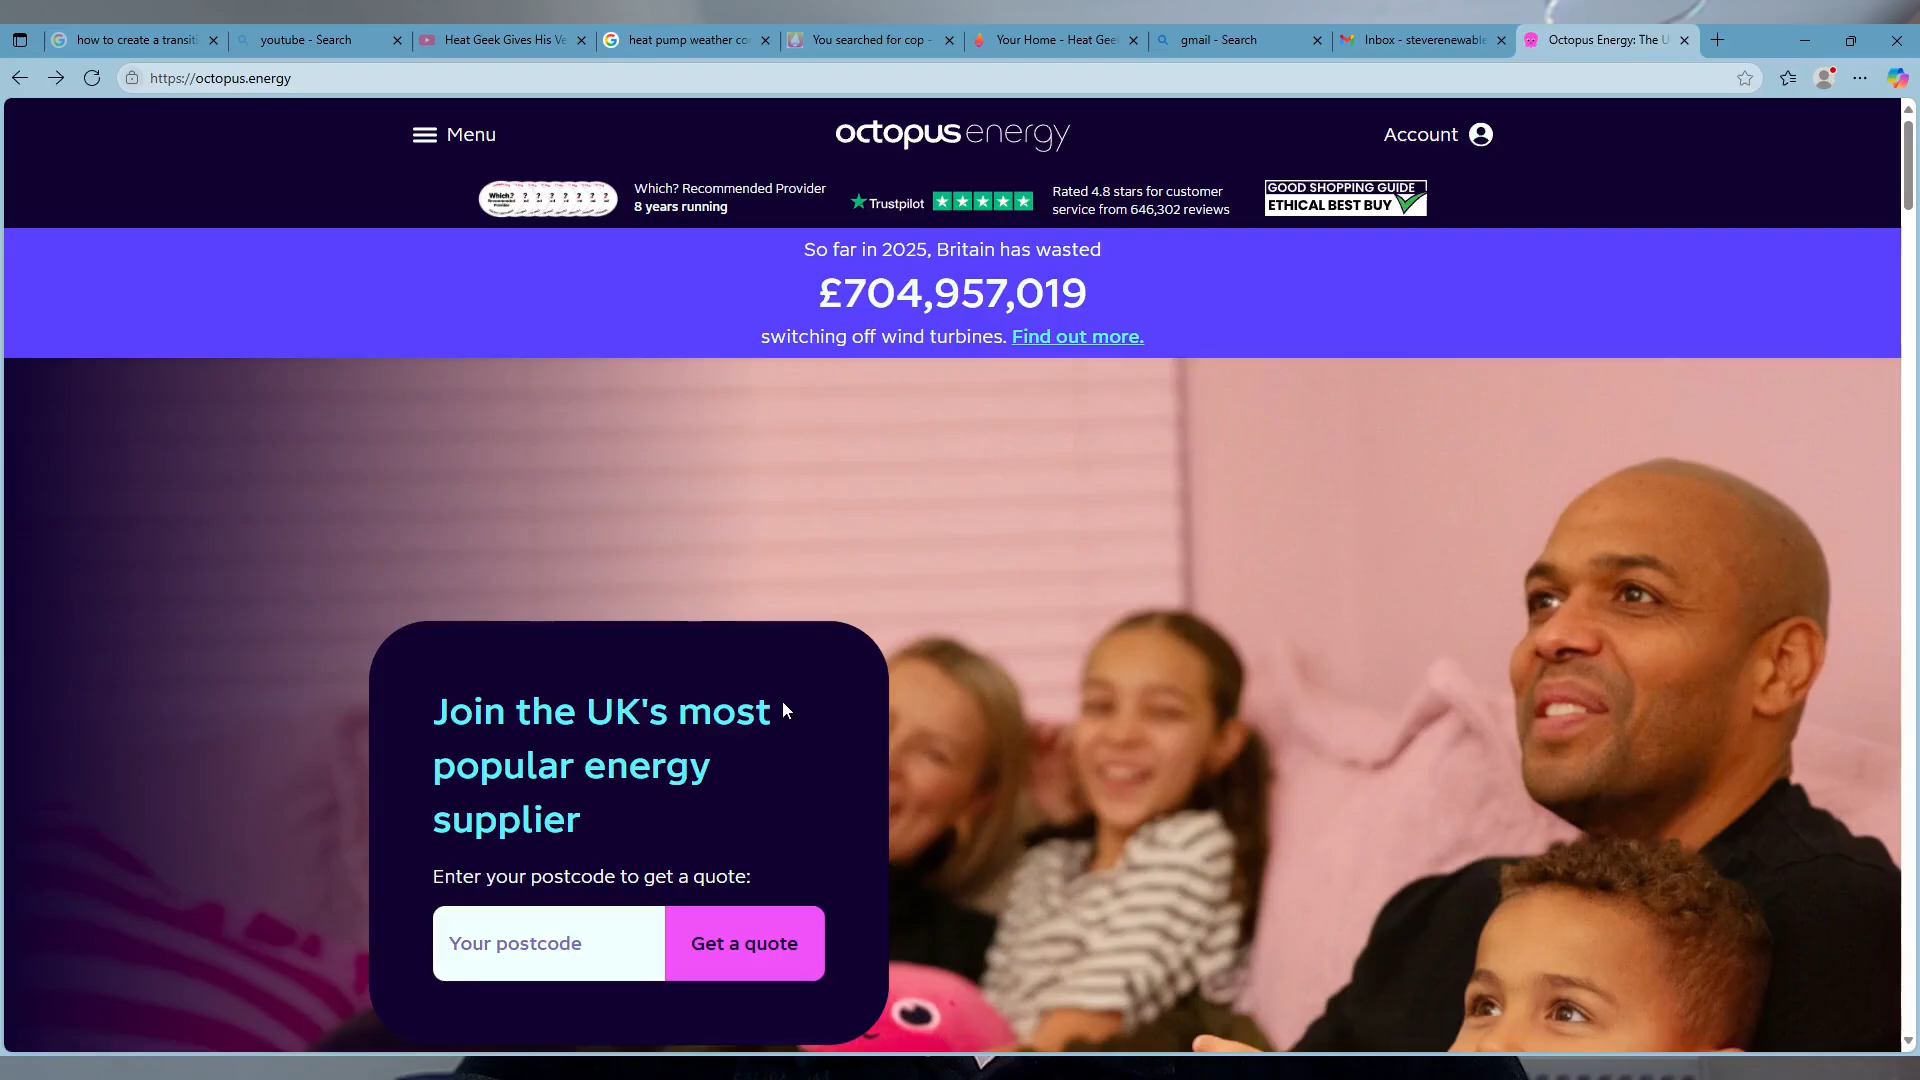 how to create a transiti
youtube - Search
Heat Geek Gives His Ve
heat pump weather co
You searched for cop -
Your Home - Heat Gee
gmail - Search
Inbox - steverenewable
Octopus Energy: The U
https://octopus.energy
Menu
octopus energy
Account
Which?
Which? Recommended Provider
8 years running
Trustpilot
Rated 4.8 stars for customer
service from 646,302 reviews
GOOD SHOPPING GUIDE
ETHICAL BEST BUY
So far in 2025, Britain has wasted
£704,957,019
switching off wind turbines. Find out more.
Join the UK's most
popular energy
supplier
Enter your postcode to get a quote:
Your postcode
Get a quote